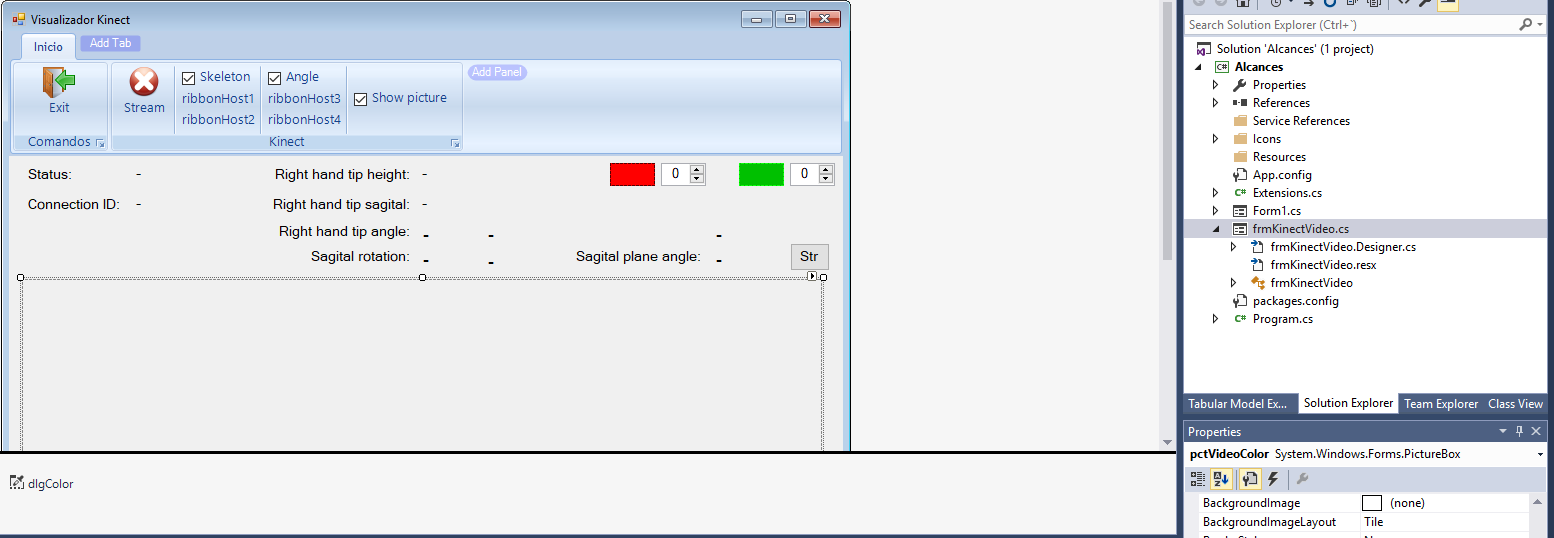 Visualizador Kinect
Inicio Add Tab
Exit
Comandos
Stream
Skeleton
ribbonHost1
ribbonHost2
Angle
ribbonHost3
ribbonHost4
Show picture
Kinect
Add Panel
Status: - Right hand tip height: - 0 0
Connection ID: - Right hand tip sagital: -
Right hand tip angle: - - -
Sagital rotation: - - Sagital plane angle: - Str
dlgColor
Search Solution Explorer (Ctrl+`)
Solution 'Alcances' (1 project)
C# Alcances
Properties
References
Service References
Icons
Resources
App.config
C# Extensions.cs
Form1.cs
frmKinectVideo.cs
frmKinectVideo.Designer.cs
frmKinectVideo.resx
frmKinectVideo
packages.config
C# Program.cs
Tabular Model Ex... Solution Explorer Team Explorer Class View
Properties
pctVideoColor System.Windows.Forms.PictureBox
BackgroundImage (none)
BackgroundImageLayout Tile